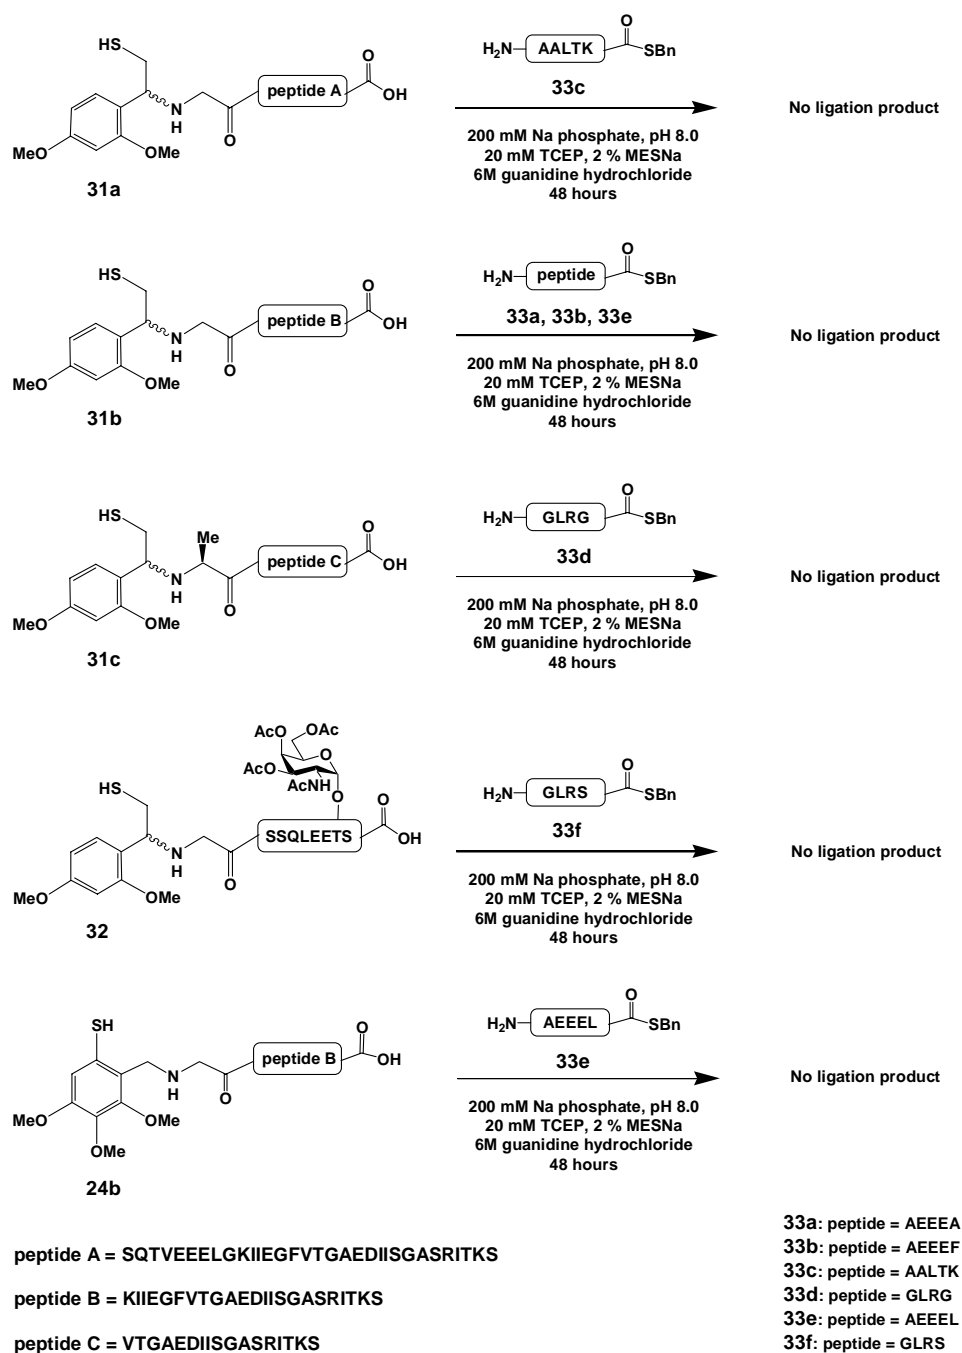 HS
N
H
O
peptide A
O
OH
MeO
OMe
31a
H₂N
AALTK
O
SBn
33c
200 mM Na phosphate, pH 8.0
20 mM TCEP, 2 % MESNa
6M guanidine hydrochloride
48 hours
No ligation product
HS
N
H
O
peptide B
O
OH
MeO
OMe
31b
H₂N
peptide
O
SBn
33a, 33b, 33e
200 mM Na phosphate, pH 8.0
20 mM TCEP, 2 % MESNa
6M guanidine hydrochloride
48 hours
No ligation product
HS
Me
N
H
O
peptide C
O
OH
MeO
OMe
31c
H₂N
GLRG
O
SBn
33d
200 mM Na phosphate, pH 8.0
20 mM TCEP, 2 % MESNa
6M guanidine hydrochloride
48 hours
No ligation product
AcO
OAc
O
AcO
AcNH
O
HS
N
H
O
SSQLEETS
O
OH
MeO
OMe
32
H₂N
GLRS
O
SBn
33f
200 mM Na phosphate, pH 8.0
20 mM TCEP, 2 % MESNa
6M guanidine hydrochloride
48 hours
No ligation product
SH
N
H
O
peptide B
O
OH
MeO
OMe
OMe
24b
H₂N
AEEEL
O
SBn
33e
200 mM Na phosphate, pH 8.0
20 mM TCEP, 2 % MESNa
6M guanidine hydrochloride
48 hours
No ligation product
peptide A = SQTVEEELGKIIEGFVTGAEDIISGASRITKS
peptide B = KIIEGFVTGAEDIISGASRITKS
peptide C = VTGAEDIISGASRITKS
33a: peptide = AEEEA
33b: peptide = AEEEF
33c: peptide = AALTK
33d: peptide = GLRG
33e: peptide = AEEEL
33f: peptide = GLRS